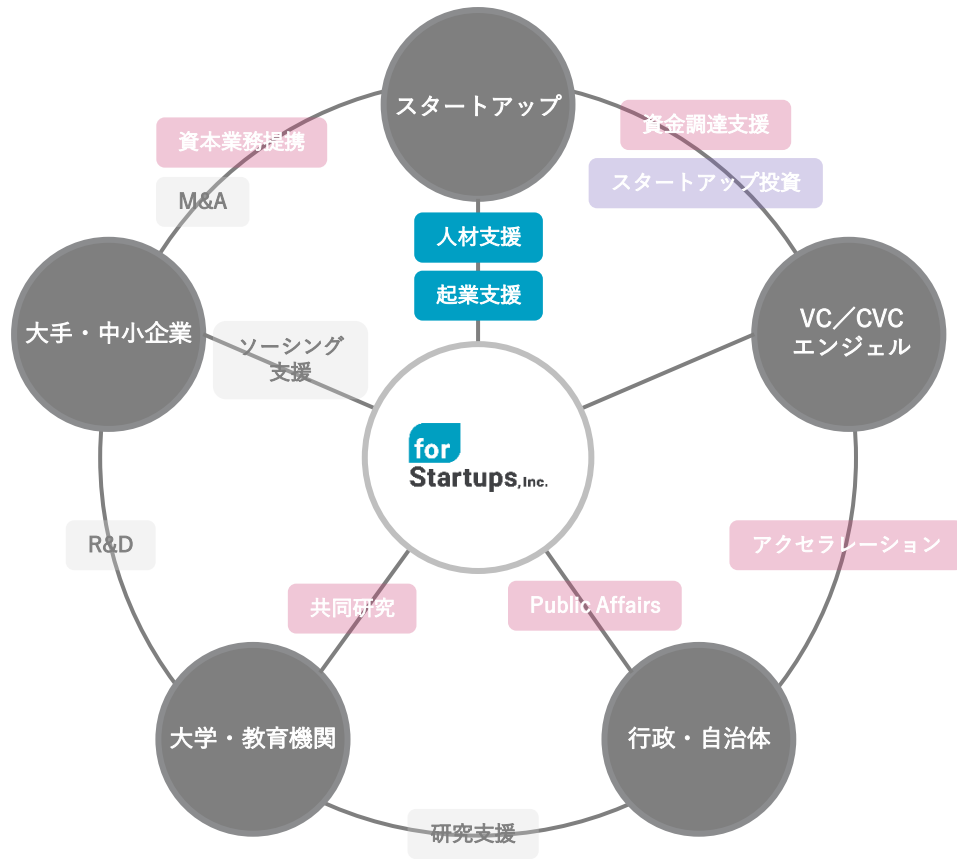 スタートアップ
資本業務提携
資金調達支援
M&A
スタートアップ投資
人材支援
起業支援
大手・中小企業
VC／CVC
エンジェル
ソーシング
支援
for
Startups,Inc.
R&D
アクセラレーション
共同研究
Public Affairs
大学・教育機関
行政・自治体
研究支援